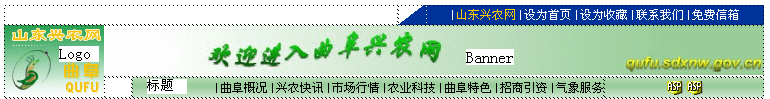 | 山东兴农网 | 设为首页 | 设为收藏 | 联系我们 | 免费信箱
山东兴农网
Logo
曲阜
QUFU
欢迎进入曲阜兴农网
Banner
qufu.sdxnw.gov.cn
标题
| 曲阜概况 | 兴农快讯 | 市场行情 | 农业科技 | 曲阜特色 | 招商引资 | 气象服务
ASP ASP